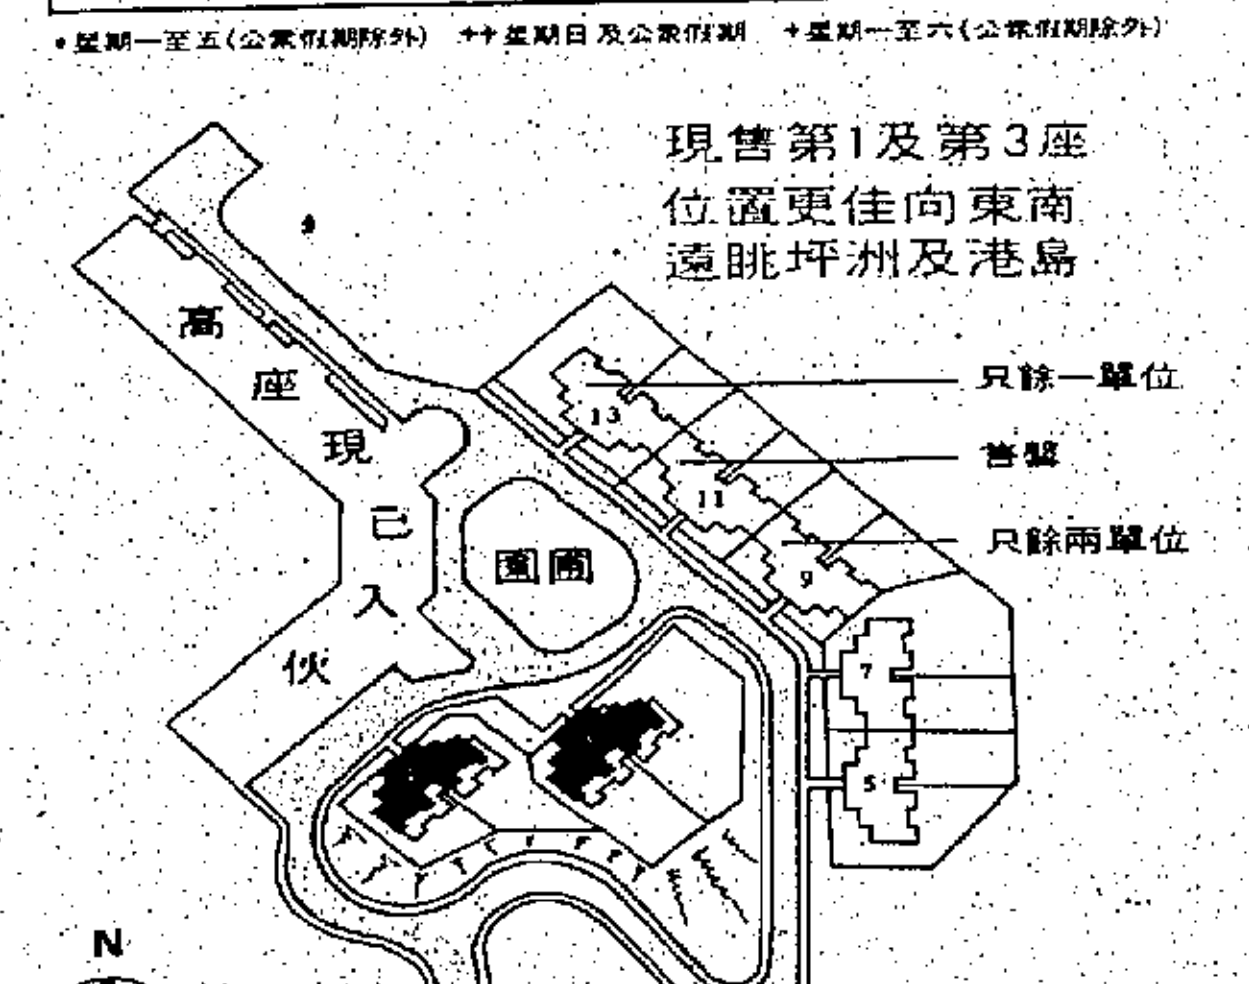 •星期一至五(公眾假期除外) ++星期日及公眾假期 +星期一至六(公眾假期除外)
現售第1及第3座
位置更佳向東南
遠眺坪洲及港島
高座現已入伙
13
只餘一單位
11
售罄
9
只餘兩單位
7
5
N